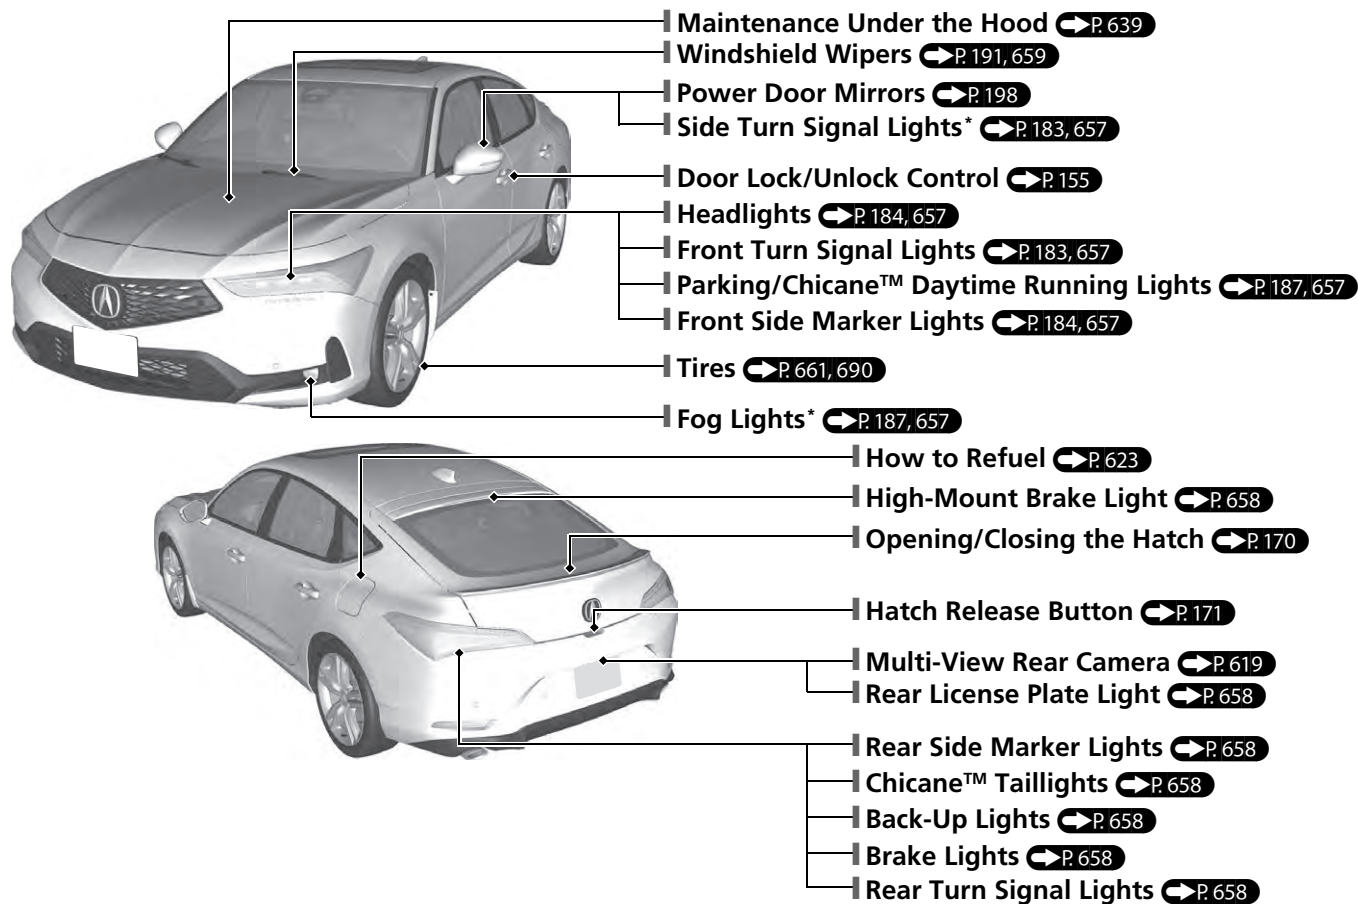 Maintenance Under the Hood P. 639
Windshield Wipers P. 191, 659
Power Door Mirrors P. 198
Side Turn Signal Lights* P. 183, 657
Door Lock/Unlock Control P. 155
Headlights P. 184, 657
Front Turn Signal Lights P. 183, 657
Parking/Chicane™ Daytime Running Lights P. 187, 657
Front Side Marker Lights P. 184, 657
Tires P. 661, 690
Fog Lights* P. 187, 657
How to Refuel P. 623
High-Mount Brake Light P. 658
Opening/Closing the Hatch P. 170
Hatch Release Button P. 171
Multi-View Rear Camera P. 619
Rear License Plate Light P. 658
Rear Side Marker Lights P. 658
Chicane™ Taillights P. 658
Back-Up Lights P. 658
Brake Lights P. 658
Rear Turn Signal Lights P. 658